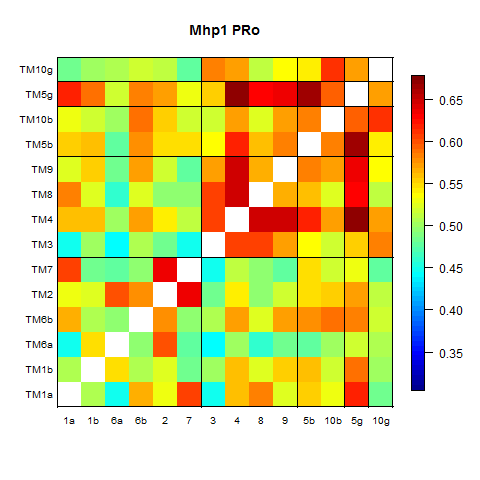 Mhp1 PRo
TM10g
TM5g
TM10b
TM5b
TM9
TM8
TM4
TM3
TM7
TM2
TM6b
TM6a
TM1b
TM1a
1a 1b 6a 6b 2 7 3 4 8 9 5b 10b 5g 10g
0.65
0.60
0.55
0.50
0.45
0.40
0.35